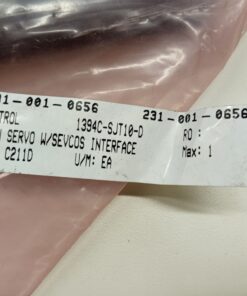 1-001-0656 231-001-0656
TROL 1394C-SJT10-D RO :
SERVO W/SEVCOS INTERFACE Max: 1
C211D U/M: EA